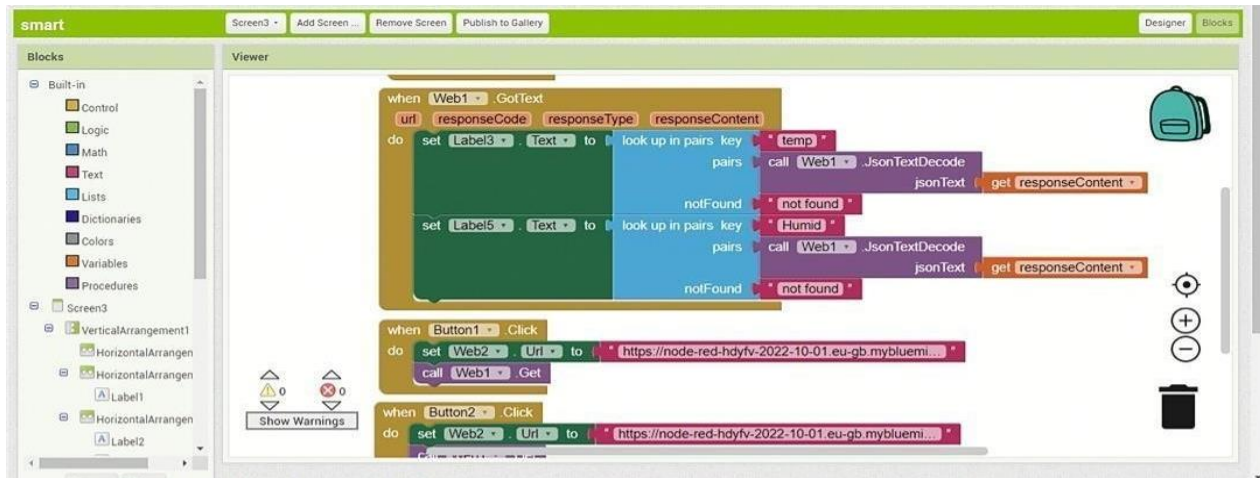 smart
Screen3
Add Screen ...
Remove Screen
Publish to Gallery
Designer
Blocks
Blocks
Built-in
Control
Logic
Math
Text
Lists
Dictionaries
Colors
Variables
Procedures
Screen3
VerticalArrangement1
HorizontalArrangen
HorizontalArrangen
Label1
HorizontalArrangen
Label2
Viewer
when Web1 .GotText
url responseCode responseType responseContent
do set Label3 . Text to look up in pairs key " temp "
pairs call Web1 .JsonTextDecode
jsonText get responseContent
notFound " not found "
set Label5 . Text to look up in pairs key " Humid "
pairs call Web1 .JsonTextDecode
jsonText get responseContent
notFound " not found "
when Button1 .Click
do set Web2 . Url to " https://node-red-hdyfv-2022-10-01.eu-gb.mybluemi... "
call Web1 .Get
when Button2 .Click
do set Web2 . Url to " https://node-red-hdyfv-2022-10-01.eu-gb.mybluemi... "
0 0
Show Warnings